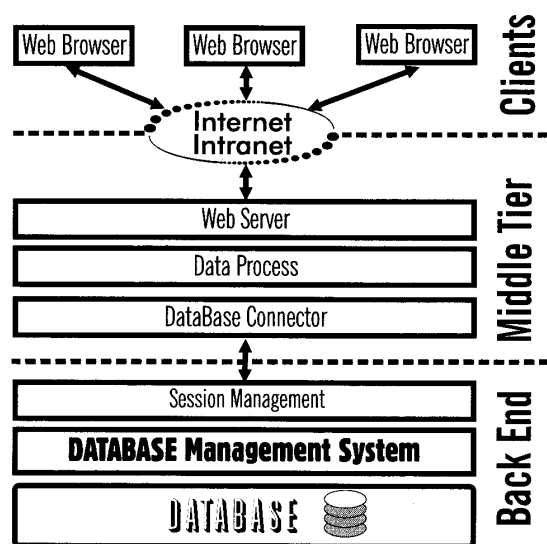 Web Browser
Web Browser
Web Browser
Clients
Internet
Intranet
Web Server
Data Process
DataBase Connector
Middle Tier
Session Management
DATABASE Management System
DATABASE
Back End